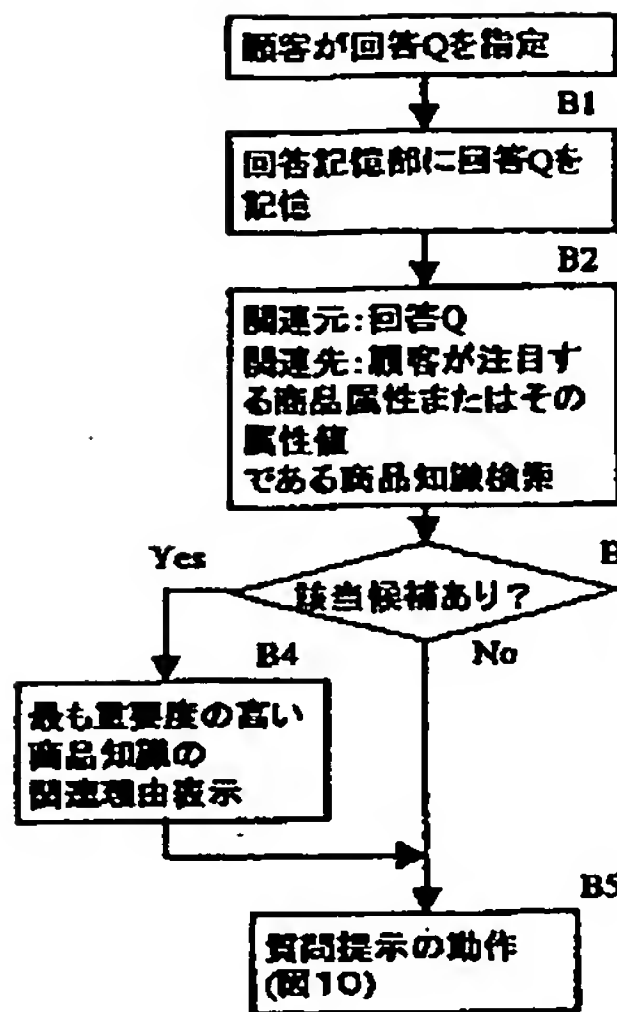 顧客が回答Qを指定
B1
回答記憶部に回答Qを
記憶
B2
関連元:回答Q
関連先:顧客が注目す
る商品属性またはその
属性値
である商品知識検索
B
Yes
該当候補あり?
B4
No
最も重要度の高い
商品知識の
関連理由表示
B5
質問提示の動作
(図10)